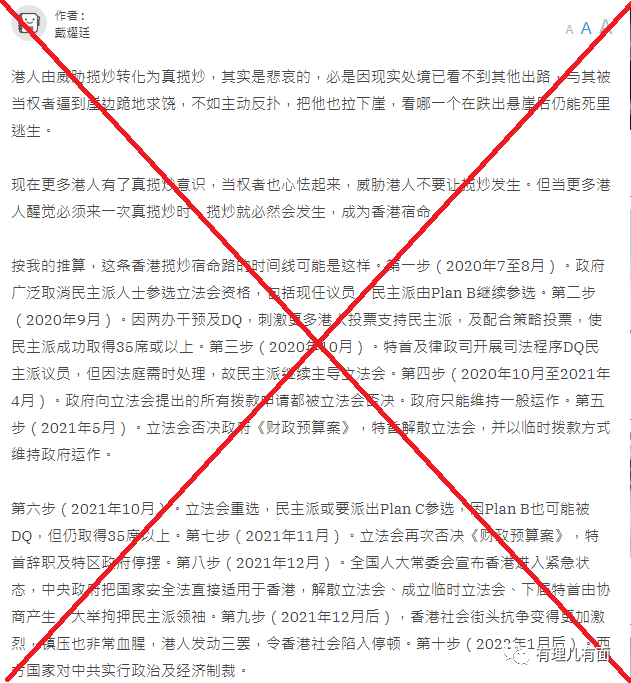 作者:
戴耀廷
A A A
港人由威胁揽炒转化为真揽炒，其实是悲哀的，必是因现实处境已看不到其他出路，与其被
当权者逼到崖边跪地求饶，不如主动反扑，把他也拉下崖，看哪一个在跌出悬崖后仍能死里
逃生。
现在更多港人有了真揽炒意识，当权者也心怯起来，威胁港人不要让揽炒发生。但当更多港
人醒觉必须来一次真揽炒时，揽炒就必然会发生，成为香港宿命。
按我的推算，这条香港揽炒宿命路的时间线可能是这样。第一步（2020年7至8月）。政府
广泛取消民主派人士参选立法会资格，包括现任议员，民主派由Plan B继续参选。第二步
（2020年9月）。因两办干预及DQ，刺激更多港人投票支持民主派，及配合策略投票，使
民主派成功取得35席或以上。第三步（2020年10月）。特首及律政司开展司法程序DQ民
主派议员，但因法庭需时处理，故民主派继续主导立法会。第四步（2020年10月至2021年
4月）。政府向立法会提出的所有拨款申请都被立法会否决。政府只能维持一般运作。第五
步（2021年5月）。立法会否决政府《财政预算案》，特首解散立法会，并以临时拨款方式
维持政府运作。
第六步（2021年10月）。立法会重选，民主派或要派出Plan C参选，因Plan B也可能被
DQ，但仍取得35席以上。第七步（2021年11月）。立法会再次否决《财政预算案》，特
首辞职及特区政府停摆。第八步（2021年12月）。全国人大常委会宣布香港进入紧急状
态，中央政府把国家安全法直接适用于香港，解散立法会、成立临时立法会、下届特首由协
商产生，大举拘押民主派领袖。第九步（2021年12月后），香港社会街头抗争变得更加激
烈，镇压也非常血腥，港人发动三罢，令香港社会陷入停顿。第十步（2022年1月后）。西
方国家对中共实行政治及经济制裁。
有理儿有面